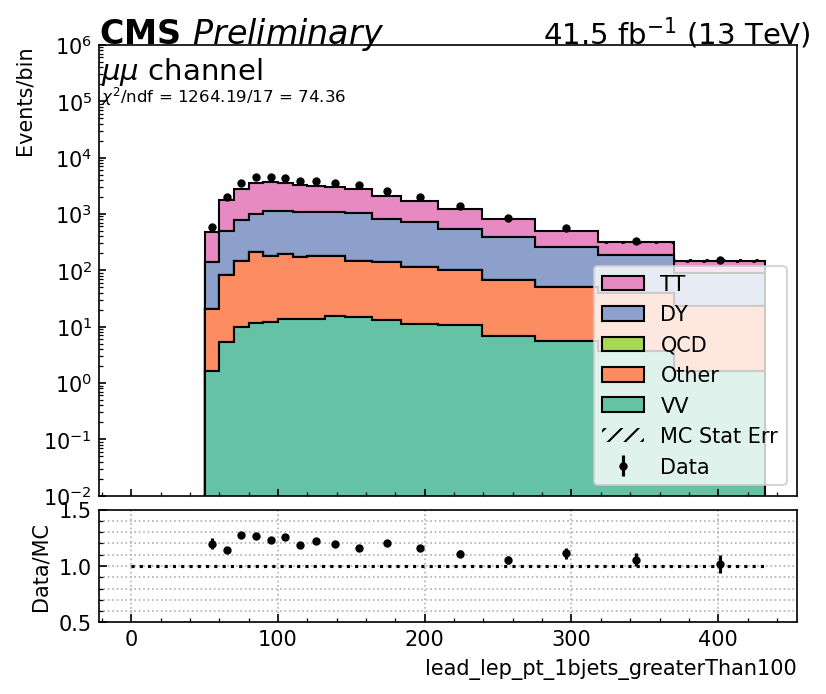 CMS Preliminary 41.5 fb⁻¹ (13 TeV)
μμ channel
χ²/ndf = 1264.19/17 = 74.36
Events/bin
10⁶
10⁵
10⁴
10³
10²
10¹
10⁰
10⁻¹
10⁻²
TT
DY
QCD
Other
VV
MC Stat Err
Data
Data/MC
1.5
1.0
0.5
0 100 200 300 400
lead_lep_pt_1bjets_greaterThan100